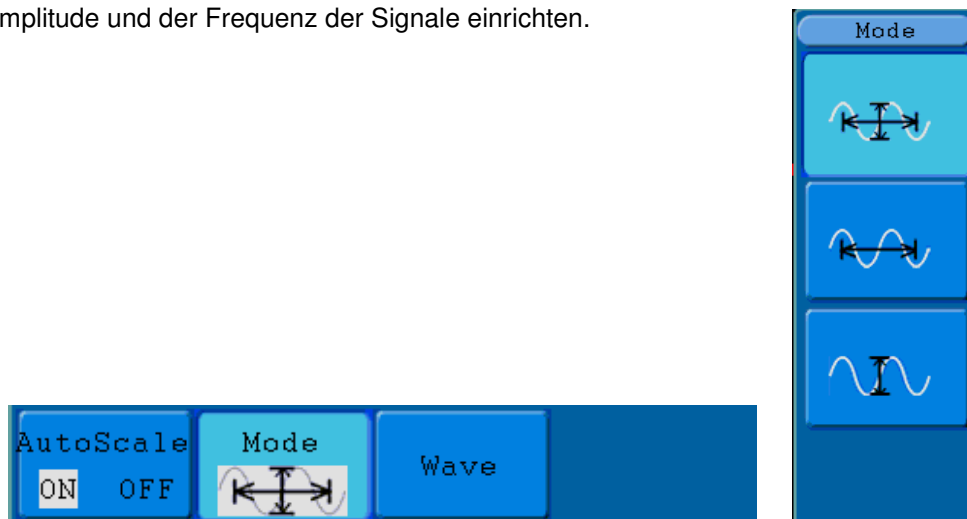 mplitude und der Frequenz der Signale einrichten.
Mode
AutoScale
ON OFF
Mode
Wave